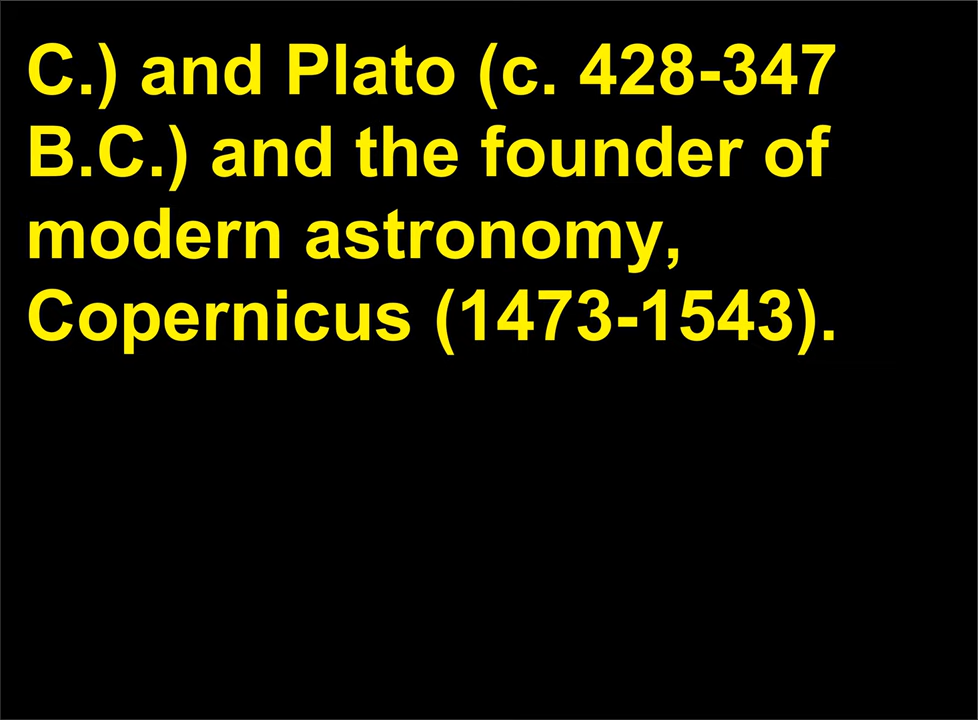 C.) and Plato (c. 428-347
B.C.) and the founder of
modern astronomy,
Copernicus (1473-1543).